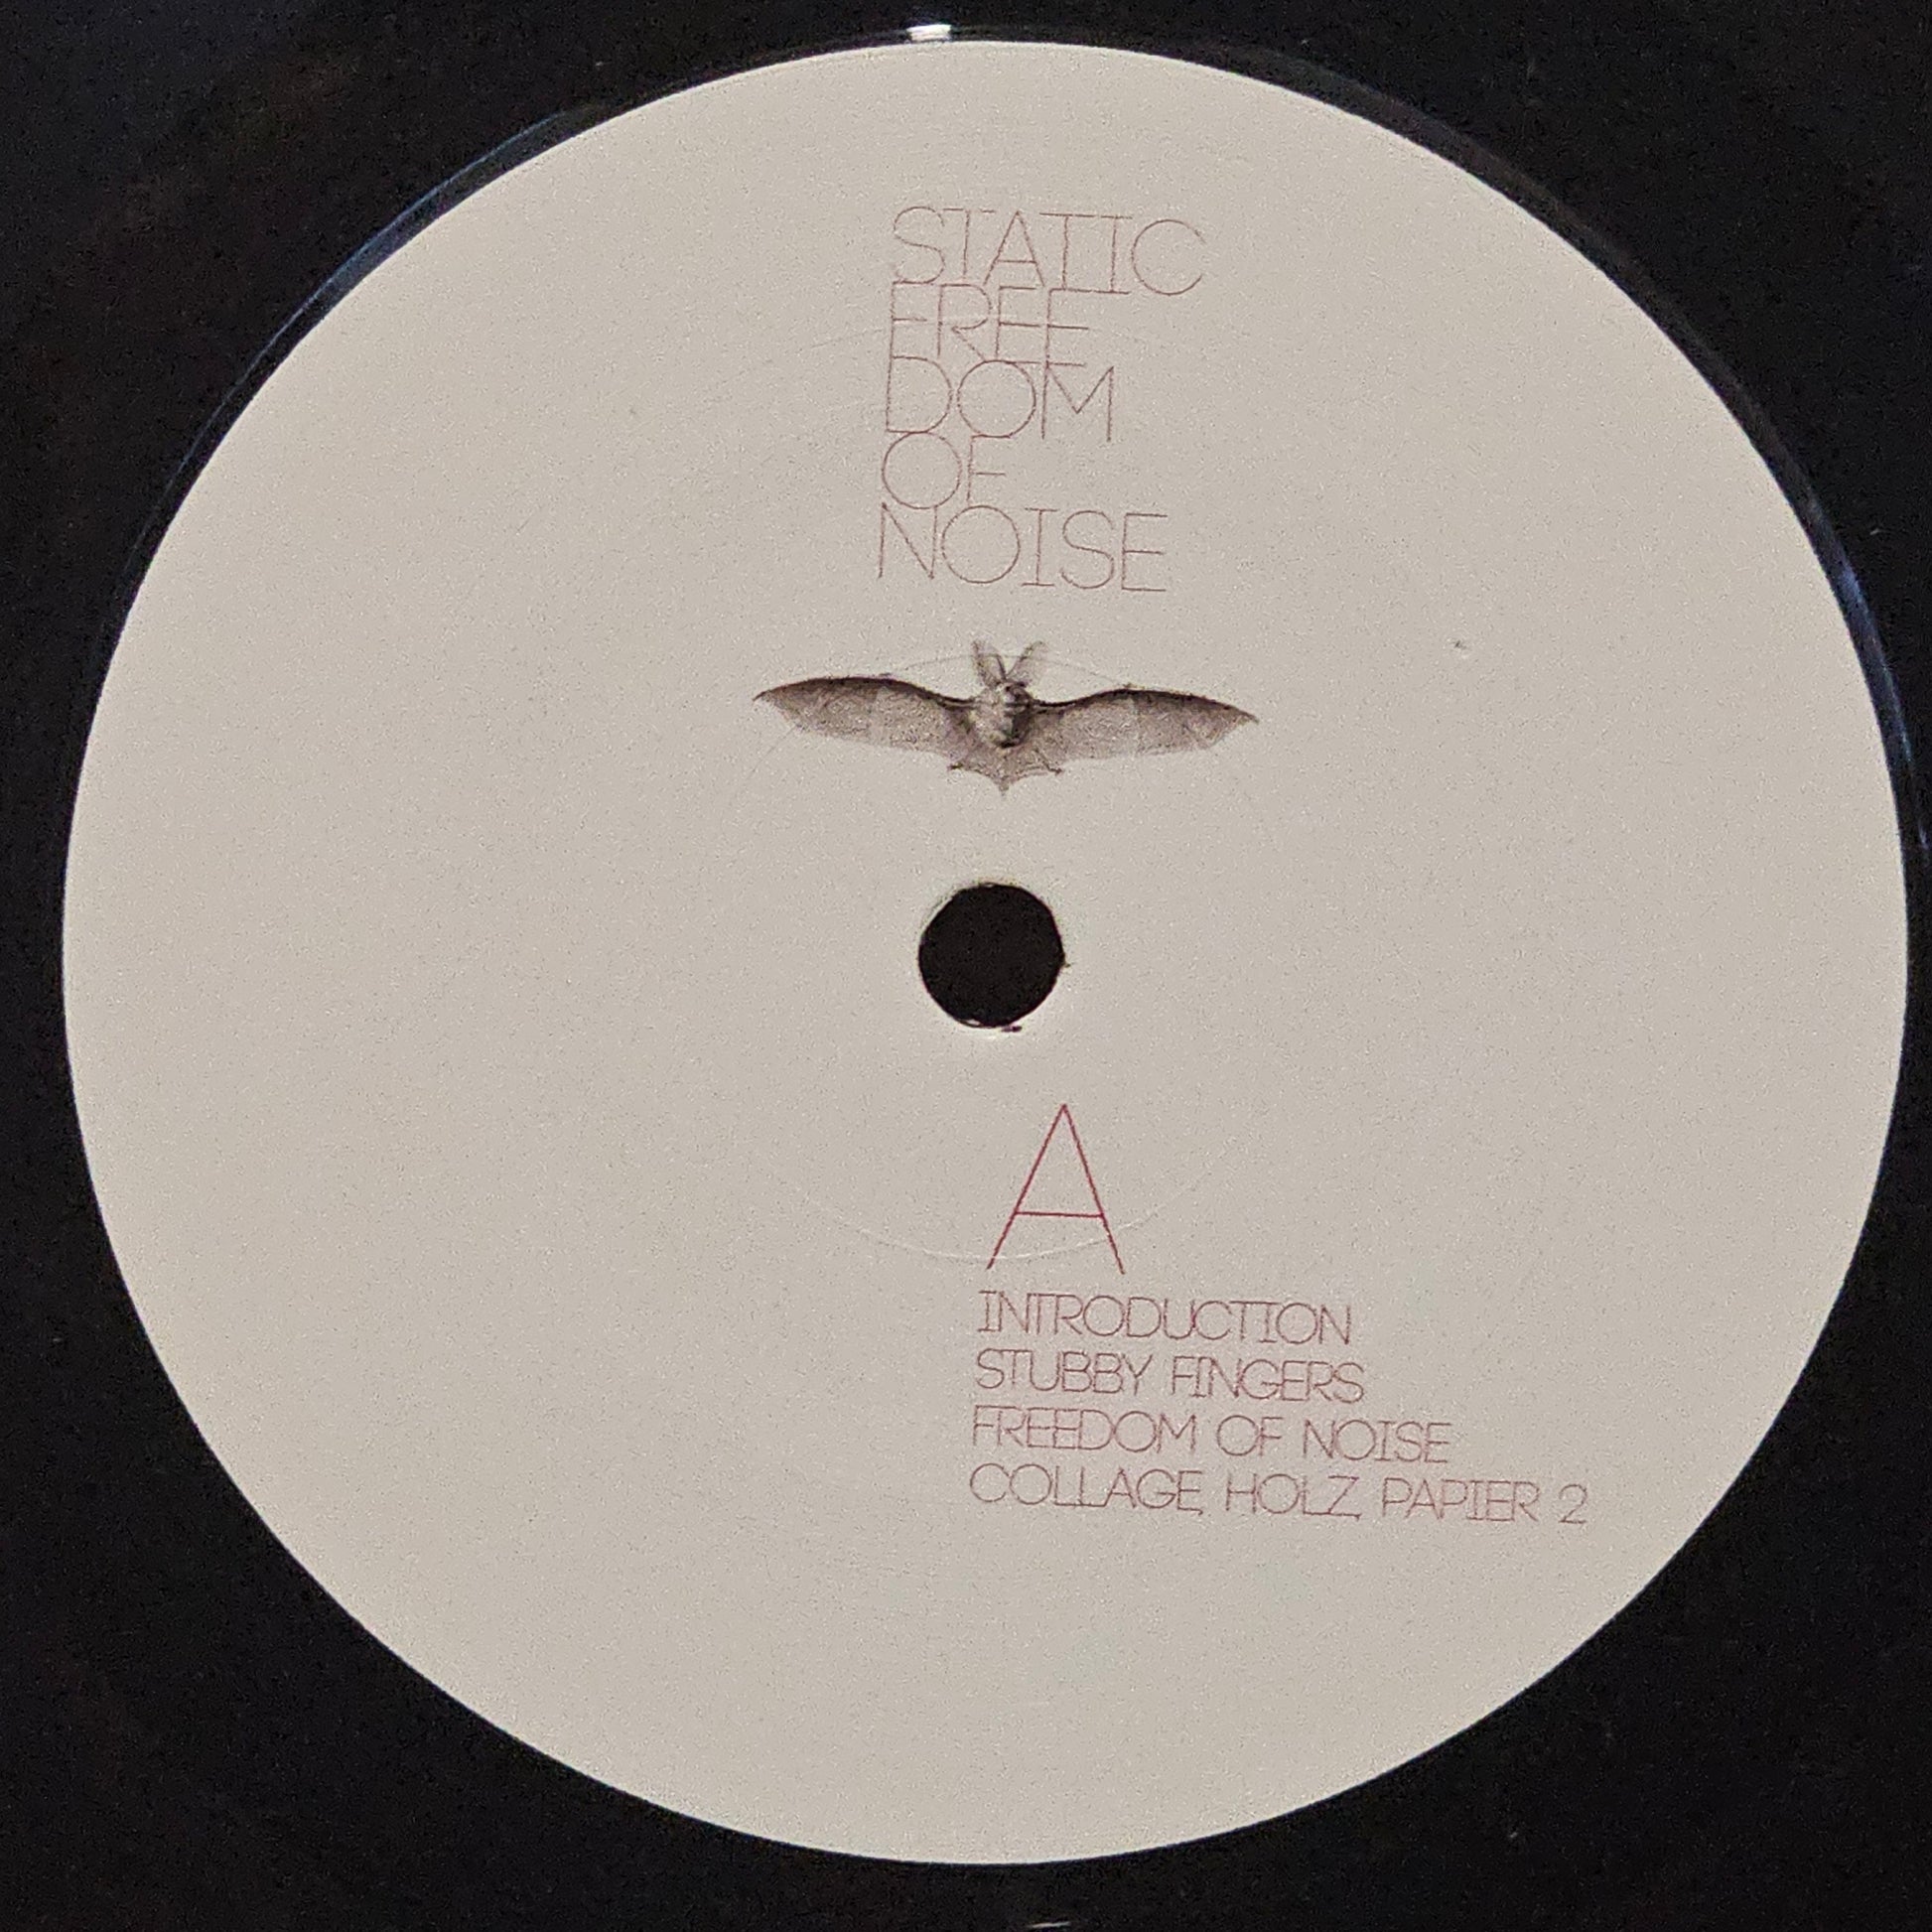 STATIC
FREE
DOM
OF
NOISE
A
INTRODUCTION
STUBBY FINGERS
FREEDOM OF NOISE
COLLAGE, HOLZ, PAPIER 2